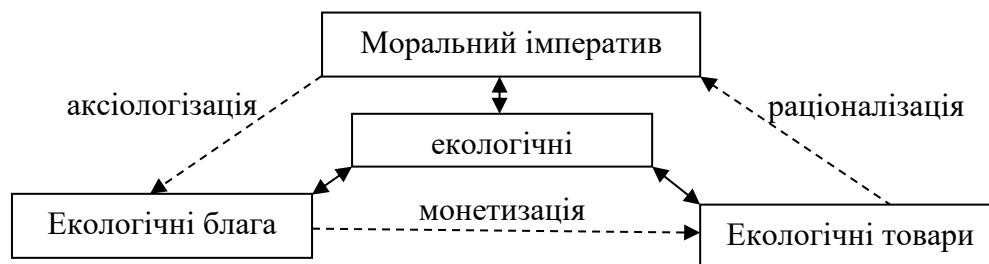 Моральний імператив
аксіологізація
раціоналізація
екологічні
Екологічні блага
монетизація
Екологічні товари